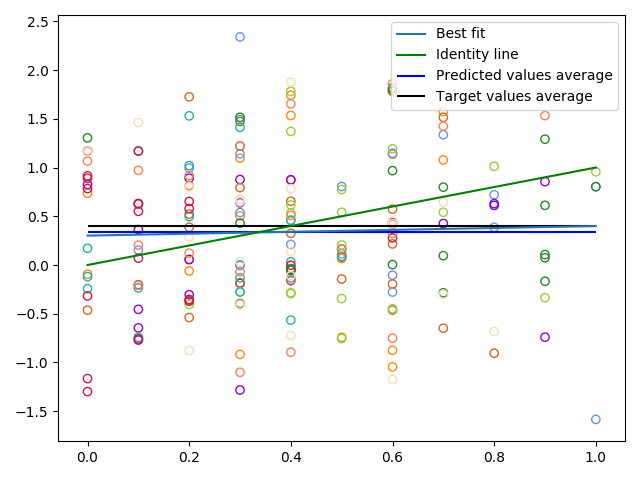 Best fit
Identity line
Predicted values average
Target values average
2.5
2.0
1.5
1.0
0.5
0.0
−0.5
−1.0
−1.5
0.0 0.2 0.4 0.6 0.8 1.0